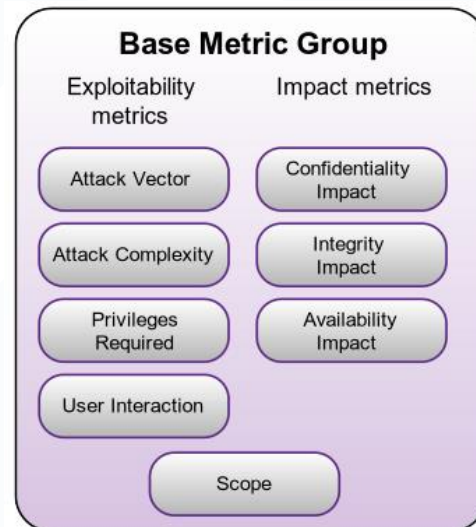 Base Metric Group
Exploitability
metrics
Impact metrics
Attack Vector
Attack Complexity
Privileges
Required
User Interaction
Confidentiality
Impact
Integrity
Impact
Availability
Impact
Scope